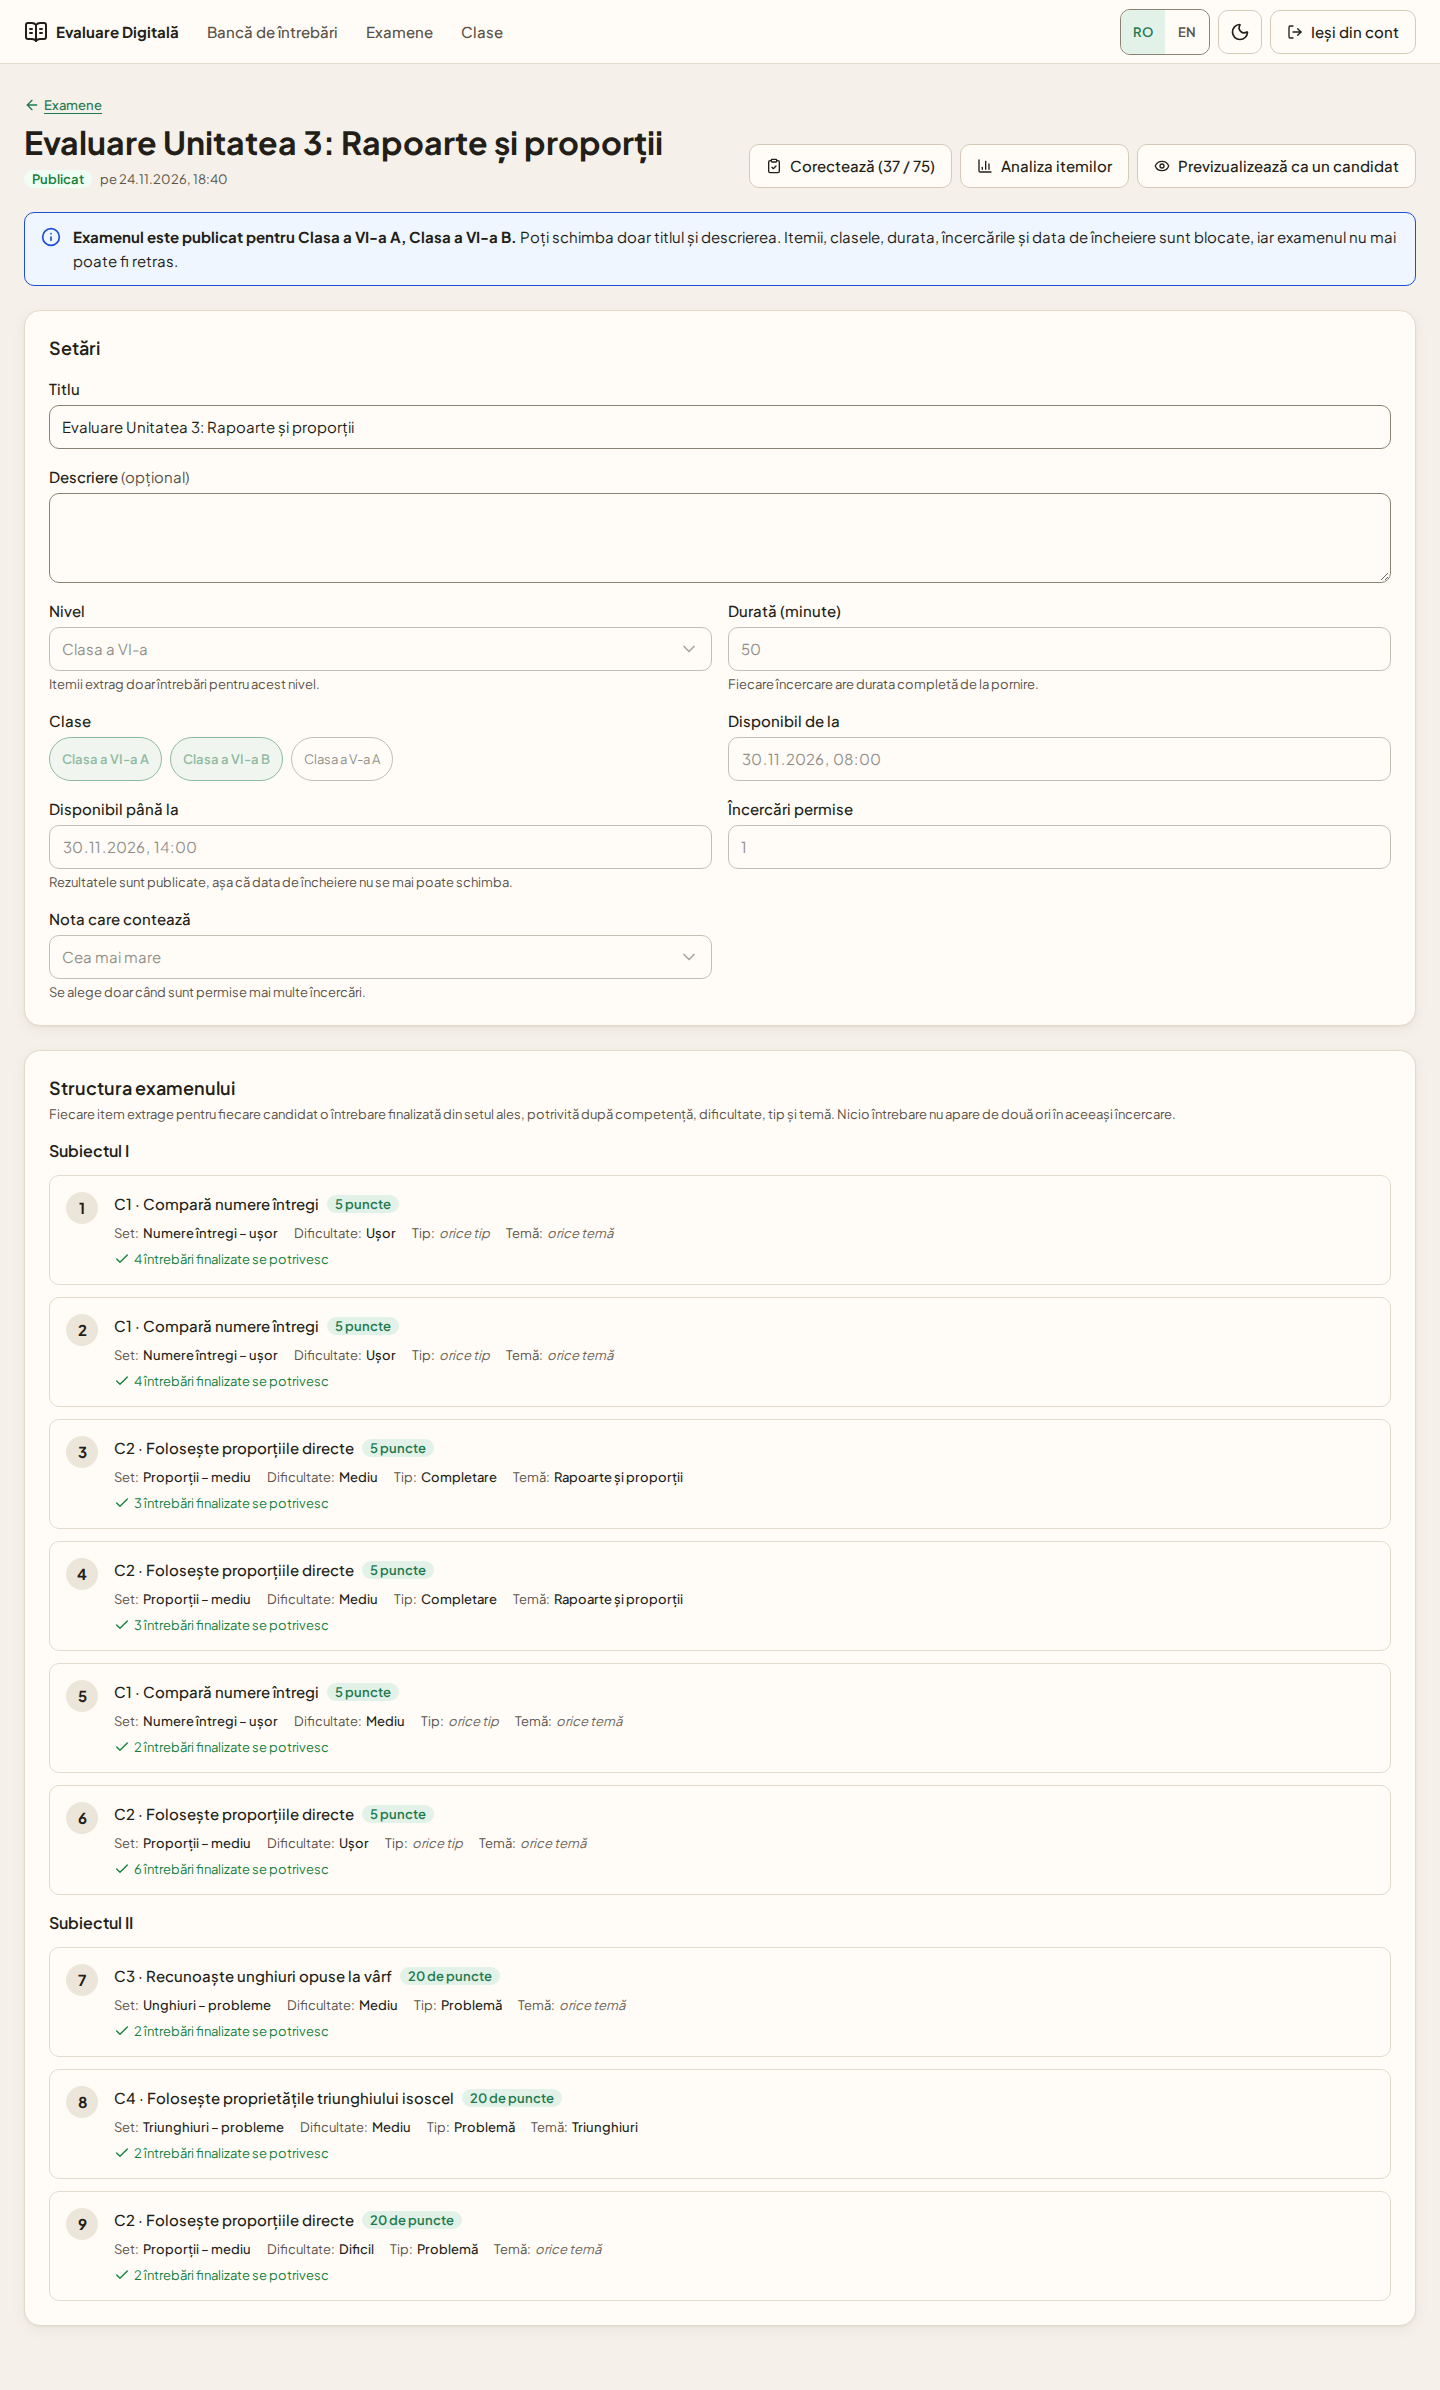 Evaluare Digitală Bancă de întrebări Examene Clase RO EN Ieși din cont
Examene
Evaluare Unitatea 3: Rapoarte și proporții
Publicat pe 24.11.2026, 18:40
Corectează (37 / 75) Analiza itemilor Previzualizează ca un candidat
Examenul este publicat pentru Clasa a VI-a A, Clasa a VI-a B. Poți schimba doar titlul și descrierea. Itemii, clasele, durata, încercările și data de încheiere sunt blocate, iar examenul nu mai
poate fi retras.
Setări
Titlu
Evaluare Unitatea 3: Rapoarte și proporții
Descriere (opțional)
Nivel Durată (minute)
Clasa a VI-a 50
Itemii extrag doar întrebări pentru acest nivel. Fiecare încercare are durata completă de la pornire.
Clase Disponibil de la
Clasa a VI-a A Clasa a VI-a B Clasa a V-a A 30.11.2026, 08:00
Disponibil până la Încercări permise
30.11.2026, 14:00 1
Rezultatele sunt publicate, așa că data de încheiere nu se mai poate schimba.
Nota care contează
Cea mai mare
Se alege doar când sunt permise mai multe încercări.
Structura examenului
Fiecare item extrage pentru fiecare candidat o întrebare finalizată din setul ales, potrivită după competență, dificultate, tip și temă. Nicio întrebare nu apare de două ori în aceeași încercare.
Subiectul I
1 C1 · Compară numere întregi 5 puncte
Set: Numere întregi – ușor Dificultate: Ușor Tip: orice tip Temă: orice temă
4 întrebări finalizate se potrivesc
2 C1 · Compară numere întregi 5 puncte
Set: Numere întregi – ușor Dificultate: Ușor Tip: orice tip Temă: orice temă
4 întrebări finalizate se potrivesc
3 C2 · Folosește proporțiile directe 5 puncte
Set: Proporții – mediu Dificultate: Mediu Tip: Completare Temă: Rapoarte și proporții
3 întrebări finalizate se potrivesc
4 C2 · Folosește proporțiile directe 5 puncte
Set: Proporții – mediu Dificultate: Mediu Tip: Completare Temă: Rapoarte și proporții
3 întrebări finalizate se potrivesc
5 C1 · Compară numere întregi 5 puncte
Set: Numere întregi – ușor Dificultate: Mediu Tip: orice tip Temă: orice temă
2 întrebări finalizate se potrivesc
6 C2 · Folosește proporțiile directe 5 puncte
Set: Proporții – mediu Dificultate: Ușor Tip: orice tip Temă: orice temă
6 întrebări finalizate se potrivesc
Subiectul II
7 C3 · Recunoaște unghiuri opuse la vârf 20 de puncte
Set: Unghiuri – probleme Dificultate: Mediu Tip: Problemă Temă: orice temă
2 întrebări finalizate se potrivesc
8 C4 · Folosește proprietățile triunghiului isoscel 20 de puncte
Set: Triunghiuri – probleme Dificultate: Mediu Tip: Problemă Temă: Triunghiuri
2 întrebări finalizate se potrivesc
9 C2 · Folosește proporțiile directe 20 de puncte
Set: Proporții – mediu Dificultate: Dificil Tip: Problemă Temă: orice temă
2 întrebări finalizate se potrivesc